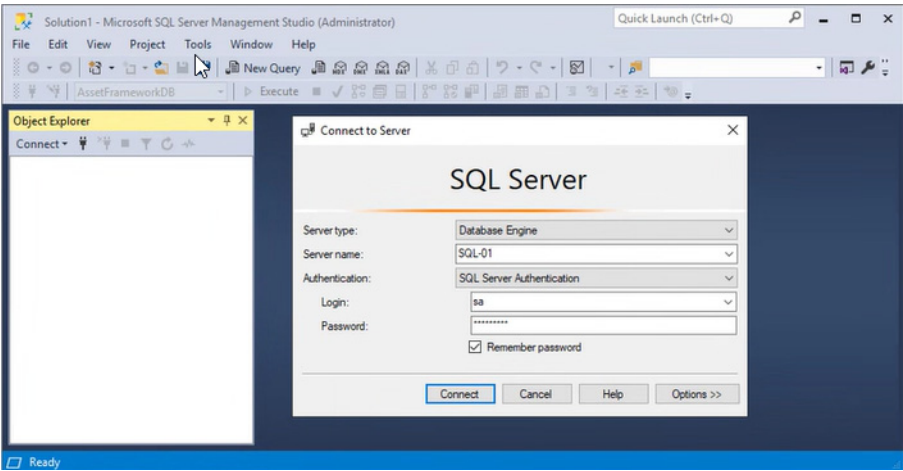 Solution1 - Microsoft SQL Server Management Studio (Administrator)
Quick Launch (Ctrl+Q)
File Edit View Project Tools Window Help
New Query
AssetFrameworkDB
Execute
Object Explorer
Connect
Connect to Server
SQL Server
Server type: Database Engine
Server name: SQL-01
Authentication: SQL Server Authentication
Login: sa
Password: *********
Remember password
Connect Cancel Help Options >>
Ready